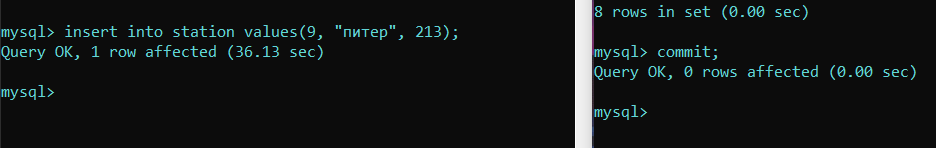 mysql> insert into station values(9, "питер", 213);
Query OK, 1 row affected (36.13 sec)
mysql>
8 rows in set (0.00 sec)
mysql> commit;
Query OK, 0 rows affected (0.00 sec)
mysql>